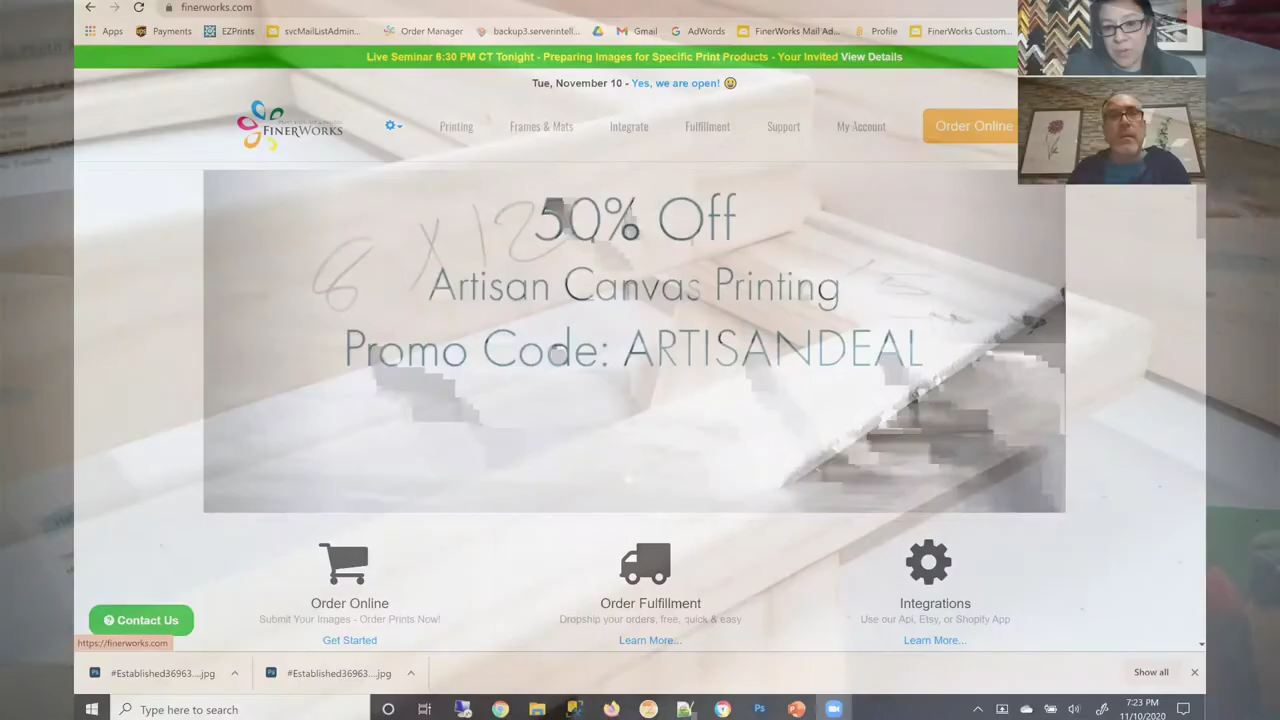 finerworks.com
Apps
Payments
EZPrints
svcMailListAdmin...
Order Manager
backup3.serverintell...
Gmail
AdWords
FinerWorks Mail Ad...
Profile
FinerWorks Custom...
Live Seminar 6:30 PM CT Tonight - Preparing Images for Specific Print Products - Your Invited View Details
Tue, November 10 - Yes, we are open!
FINERWORKS
Printing
Frames & Mats
Integrate
Fulfillment
Support
My Account
Order Online
8 X 12
50% Off
Artisan Canvas Printing
Promo Code: ARTISANDEAL
Order Online
Submit Your Images - Order Prints Now!
Get Started
Order Fulfillment
Dropship your orders, free, quick & easy
Learn More...
Integrations
Use our Api, Etsy, or Shopify App
Learn More...
Contact Us
https://finerworks.com
#Established36963....jpg
#Established36963....jpg
Show all
Type here to search
7:23 PM
11/10/2020